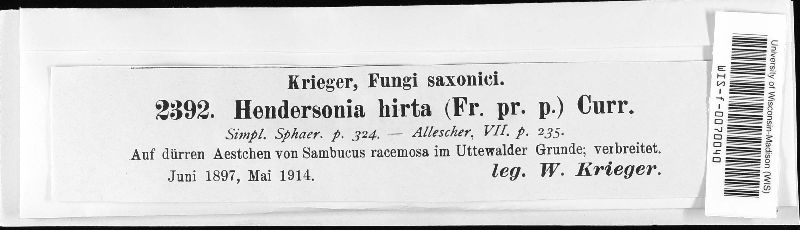 Krieger, Fungi saxonici.
2392. Hendersonia hirta (Fr. pr. p.) Curr.
Simpl. Sphaer. p. 324. — Allescher, VII. p. 235.
Auf dürren Aestchen von Sambucus racemosa im Uttewalder Grunde; verbreitet.
Juni 1897, Mai 1914. leg. W. Krieger.
University of Wisconsin-Madison (WIS)
WIS-f-0070040